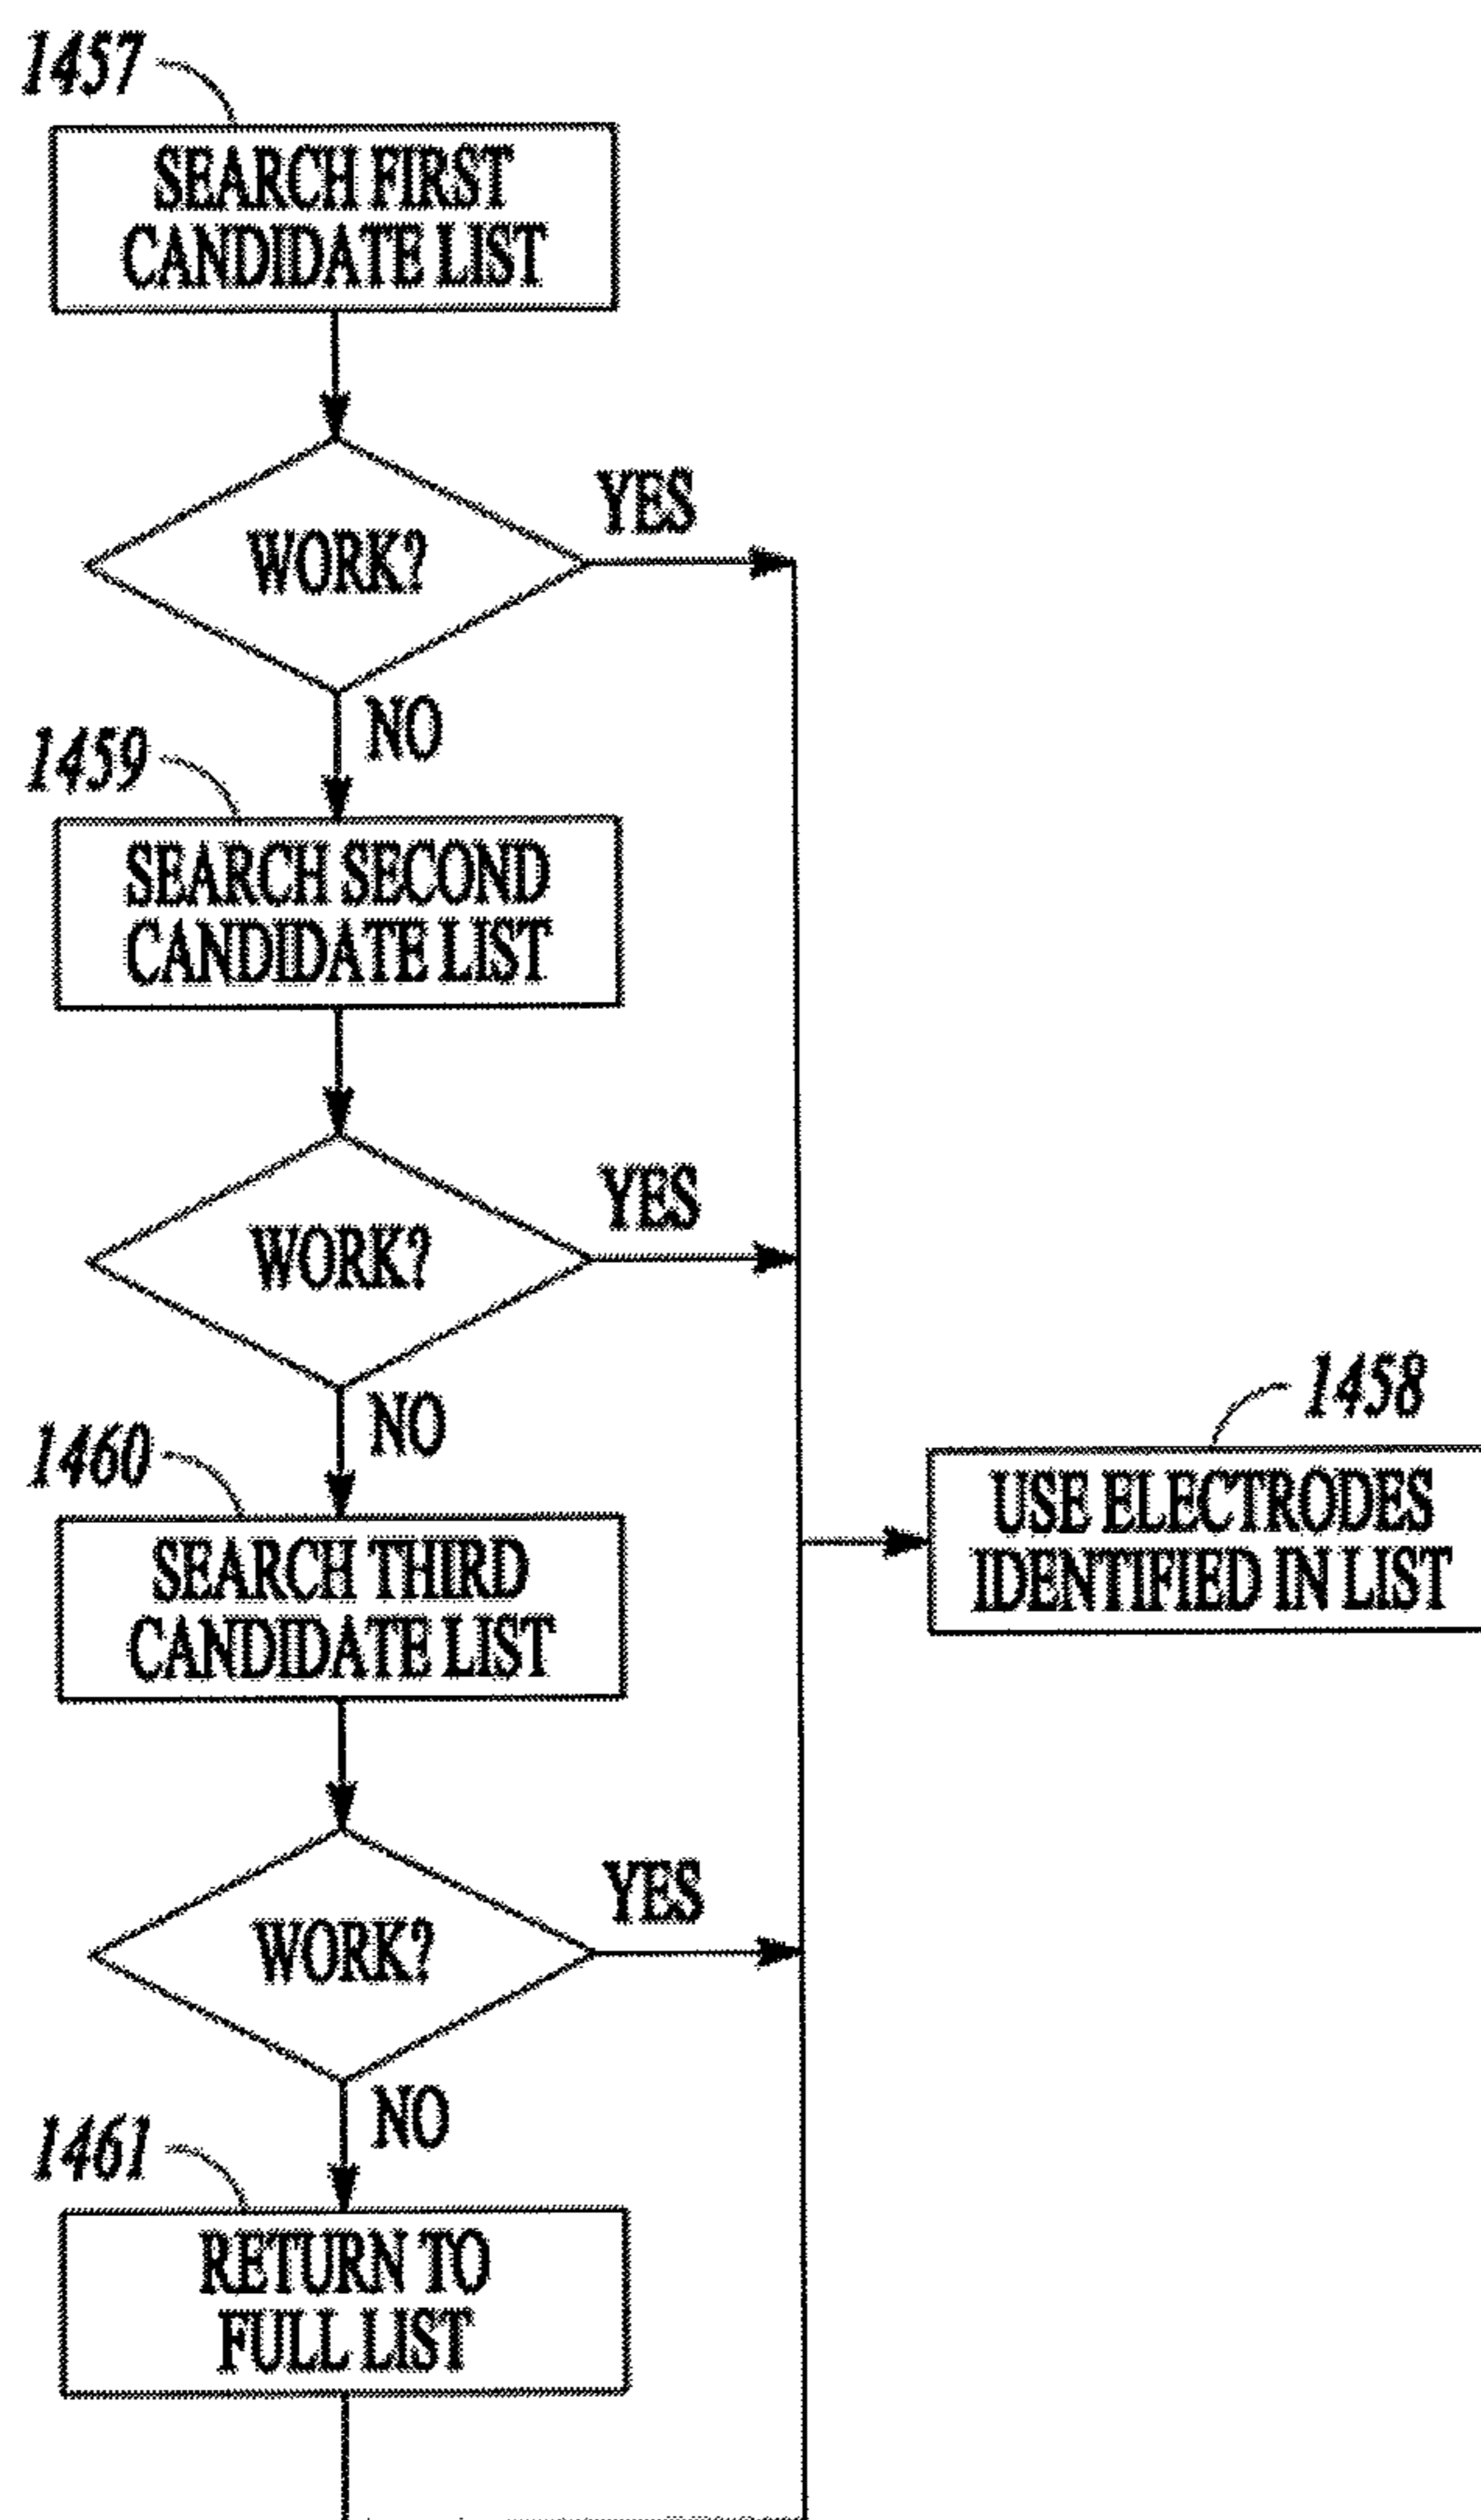 1457
SEARCH FIRST
CANDIDATE LIST
WORK?
YES
NO
1459
SEARCH SECOND
CANDIDATE LIST
WORK?
YES
NO
1458
USE ELECTRODES
IDENTIFIED IN LIST
1460
SEARCH THIRD
CANDIDATE LIST
WORK?
YES
NO
1461
RETURN TO
FULL LIST